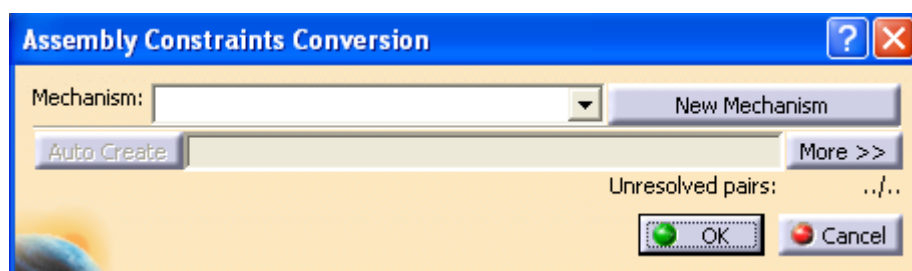 Assembly Constraints Conversion
Mechanism: New Mechanism
Auto Create More >>
Unresolved pairs: ../..
OK Cancel